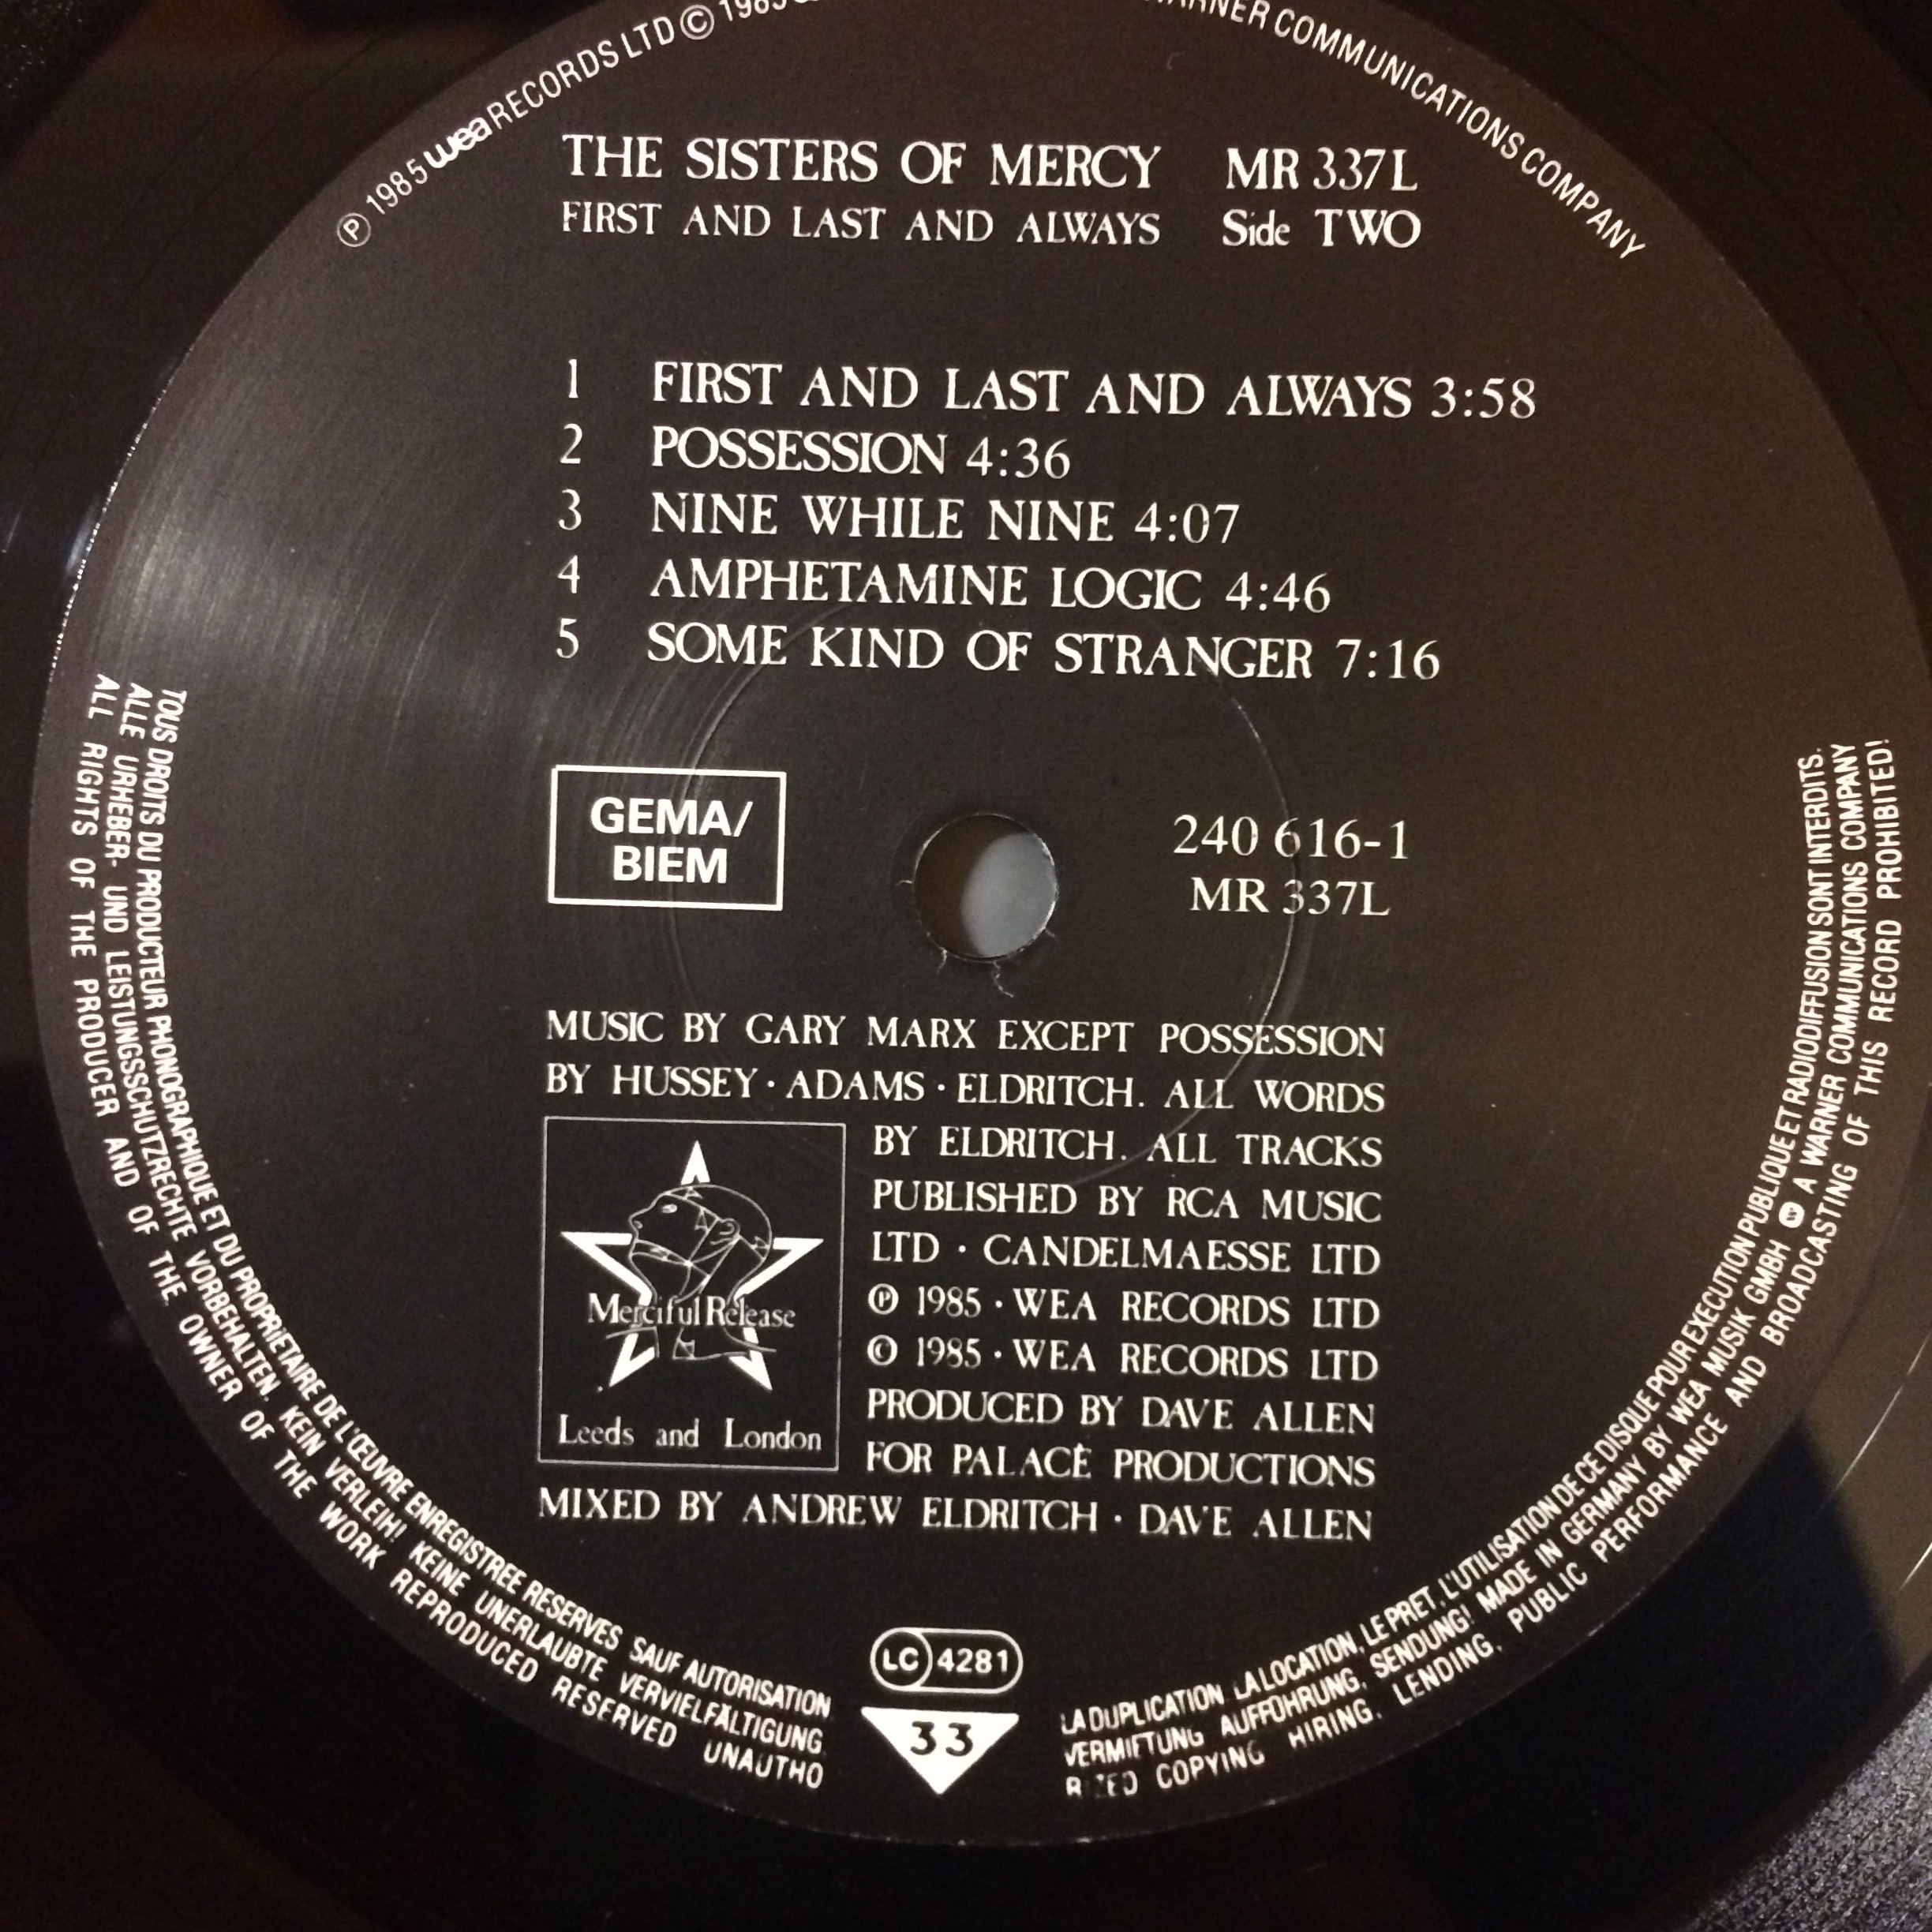 ℗ 1985 wea RECORDS LTD © 1985
WARNER COMMUNICATIONS COMPANY
THE SISTERS OF MERCY MR 337L
FIRST AND LAST AND ALWAYS Side TWO
1 FIRST AND LAST AND ALWAYS 3:58
2 POSSESSION 4:36
3 NINE WHILE NINE 4:07
4 AMPHETAMINE LOGIC 4:46
5 SOME KIND OF STRANGER 7:16
GEMA/
BIEM
240 616-1
MR 337L
MUSIC BY GARY MARX EXCEPT POSSESSION
BY HUSSEY · ADAMS · ELDRITCH. ALL WORDS
BY ELDRITCH. ALL TRACKS
PUBLISHED BY RCA MUSIC
LTD · CANDELMAESSE LTD
℗ 1985 · WEA RECORDS LTD
© 1985 · WEA RECORDS LTD
PRODUCED BY DAVE ALLEN
FOR PALACE PRODUCTIONS
MIXED BY ANDREW ELDRITCH · DAVE ALLEN
Merciful Release
Leeds and London
LC 4281
33
TOUS DROITS DU PRODUCTEUR PHONOGRAPHIQUE ET DU PROPRIETAIRE DE L'ŒUVRE ENREGISTREE RESERVES SAUF AUTORISATION LA DUPLICATION LA LOCATION, LE PRET, L'UTILISATION DE CE DISQUE POUR EXECUTION PUBLIQUE ET RADIODIFFUSION SONT INTERDITS.
ALLE URHEBER- UND LEISTUNGSSCHUTZRECHTE VORBEHALTEN. KEIN VERLEIH! KEINE UNERLAUBTE VERVIELFÄLTIGUNG VERMIETUNG AUFFÜHRUNG, SENDUNG! MADE IN GERMANY BY WEA MUSIK GMBH A WARNER COMMUNICATIONS COMPANY
ALL RIGHTS OF THE PRODUCER AND OF THE OWNER OF THE WORK REPRODUCED RESERVED UNAUTHORIZED COPYING HIRING, LENDING, PUBLIC PERFORMANCE AND BROADCASTING OF THIS RECORD PROHIBITED!